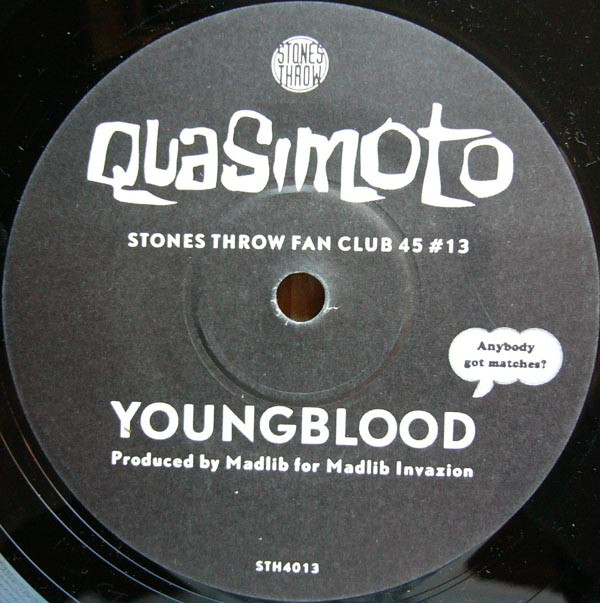 STONES
THROW
QUASIMOTO
STONES THROW FAN CLUB 45 #13
Anybody
got matches?
YOUNGBLOOD
Produced by Madlib for Madlib Invazion
STH4013